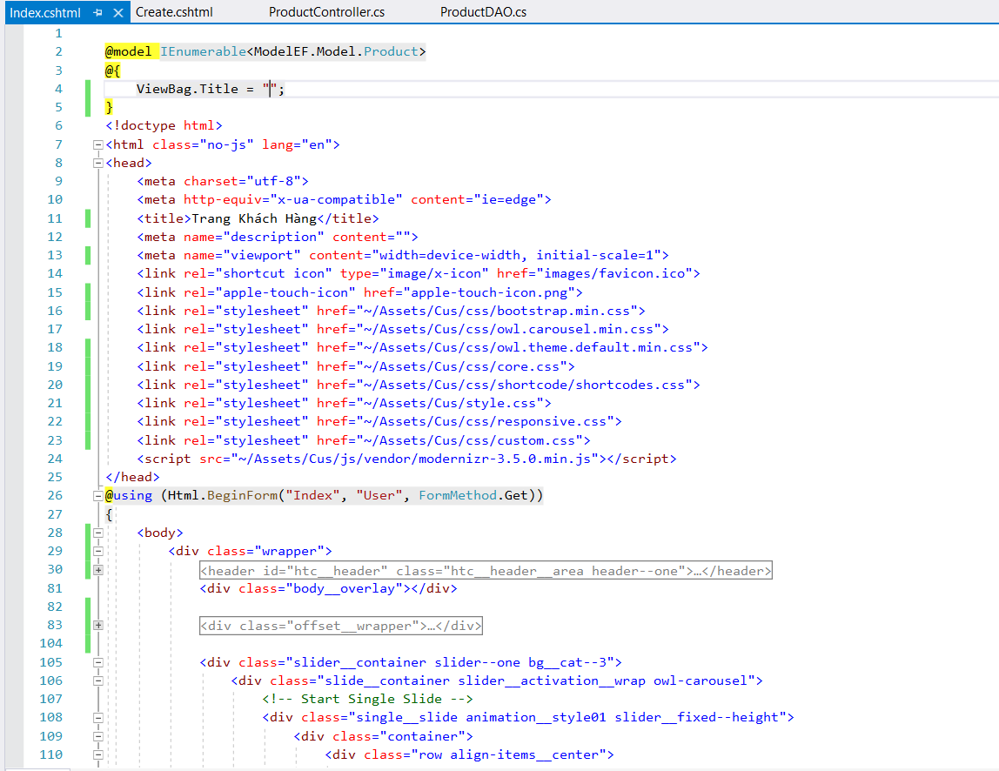 Index.cshtml Create.cshtml ProductController.cs ProductDAO.cs
1
2 @model IEnumerable<ModelEF.Model.Product>
3 @{
4 ViewBag.Title = "";
5 }
6 <!doctype html>
7 <html class="no-js" lang="en">
8 <head>
9 <meta charset="utf-8">
10 <meta http-equiv="x-ua-compatible" content="ie=edge">
11 <title>Trang Khách Hàng</title>
12 <meta name="description" content="">
13 <meta name="viewport" content="width=device-width, initial-scale=1">
14 <link rel="shortcut icon" type="image/x-icon" href="images/favicon.ico">
15 <link rel="apple-touch-icon" href="apple-touch-icon.png">
16 <link rel="stylesheet" href="~/Assets/Cus/css/bootstrap.min.css">
17 <link rel="stylesheet" href="~/Assets/Cus/css/owl.carousel.min.css">
18 <link rel="stylesheet" href="~/Assets/Cus/css/owl.theme.default.min.css">
19 <link rel="stylesheet" href="~/Assets/Cus/css/core.css">
20 <link rel="stylesheet" href="~/Assets/Cus/css/shortcode/shortcodes.css">
21 <link rel="stylesheet" href="~/Assets/Cus/style.css">
22 <link rel="stylesheet" href="~/Assets/Cus/css/responsive.css">
23 <link rel="stylesheet" href="~/Assets/Cus/css/custom.css">
24 <script src="~/Assets/Cus/js/vendor/modernizr-3.5.0.min.js"></script>
25 </head>
26 @using (Html.BeginForm("Index", "User", FormMethod.Get))
27 {
28 <body>
29 <div class="wrapper">
30 <header id="htc__header" class="htc__header__area header--one">…</header>
81 <div class="body__overlay"></div>
82
83 <div class="offset__wrapper">…</div>
104
105 <div class="slider__container slider--one bg__cat--3">
106 <div class="slide__container slider__activation__wrap owl-carousel">
107 <!-- Start Single Slide -->
108 <div class="single__slide animation__style01 slider__fixed--height">
109 <div class="container">
110 <div class="row align-items__center">